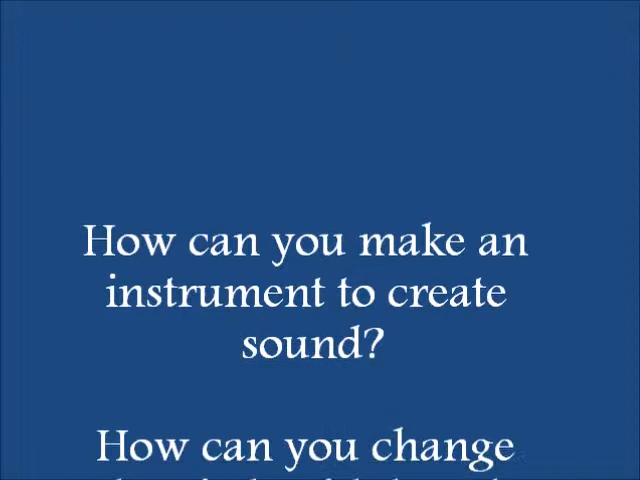 How can you make an
instrument to create
sound?
How can you change